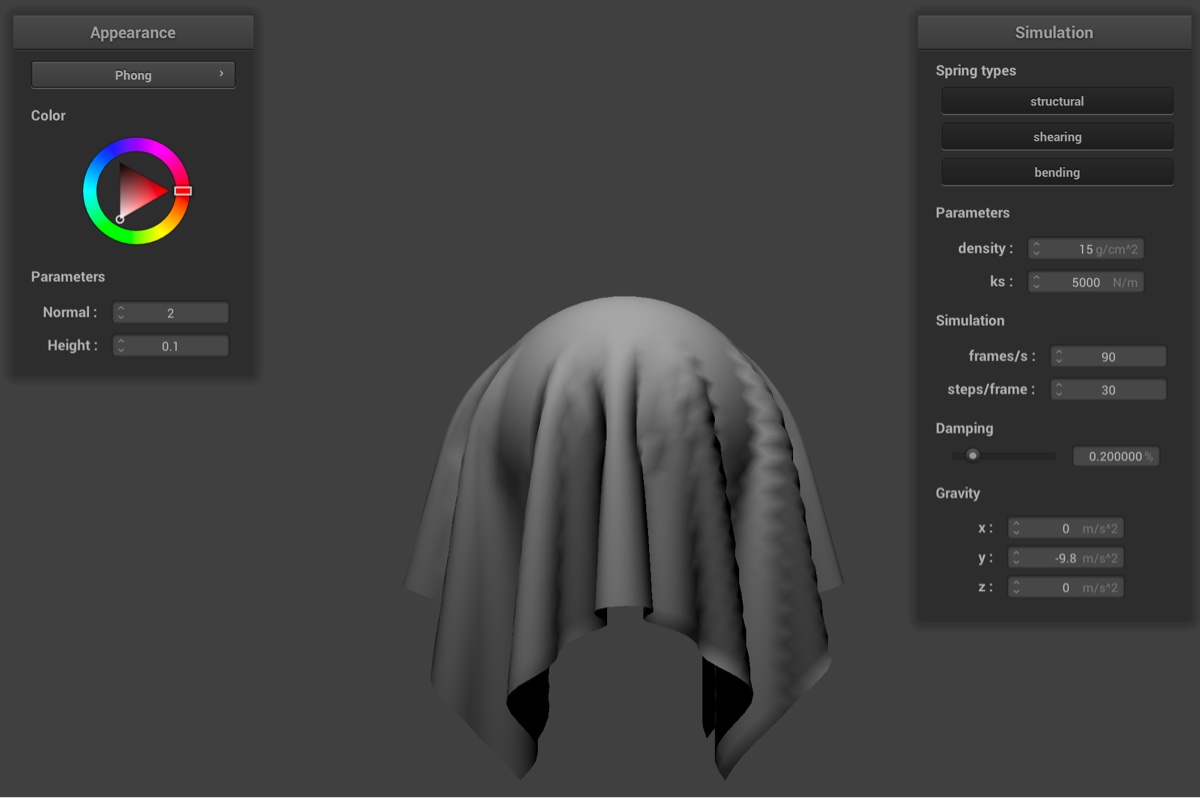 Appearance
Phong
Color
Parameters
Normal : 2
Height : 0.1
Simulation
Spring types
structural
shearing
bending
Parameters
density : 15 g/cm^2
ks : 5000 N/m
Simulation
frames/s : 90
steps/frame : 30
Damping
0.200000 %
Gravity
x : 0 m/s^2
y : -9.8 m/s^2
z : 0 m/s^2